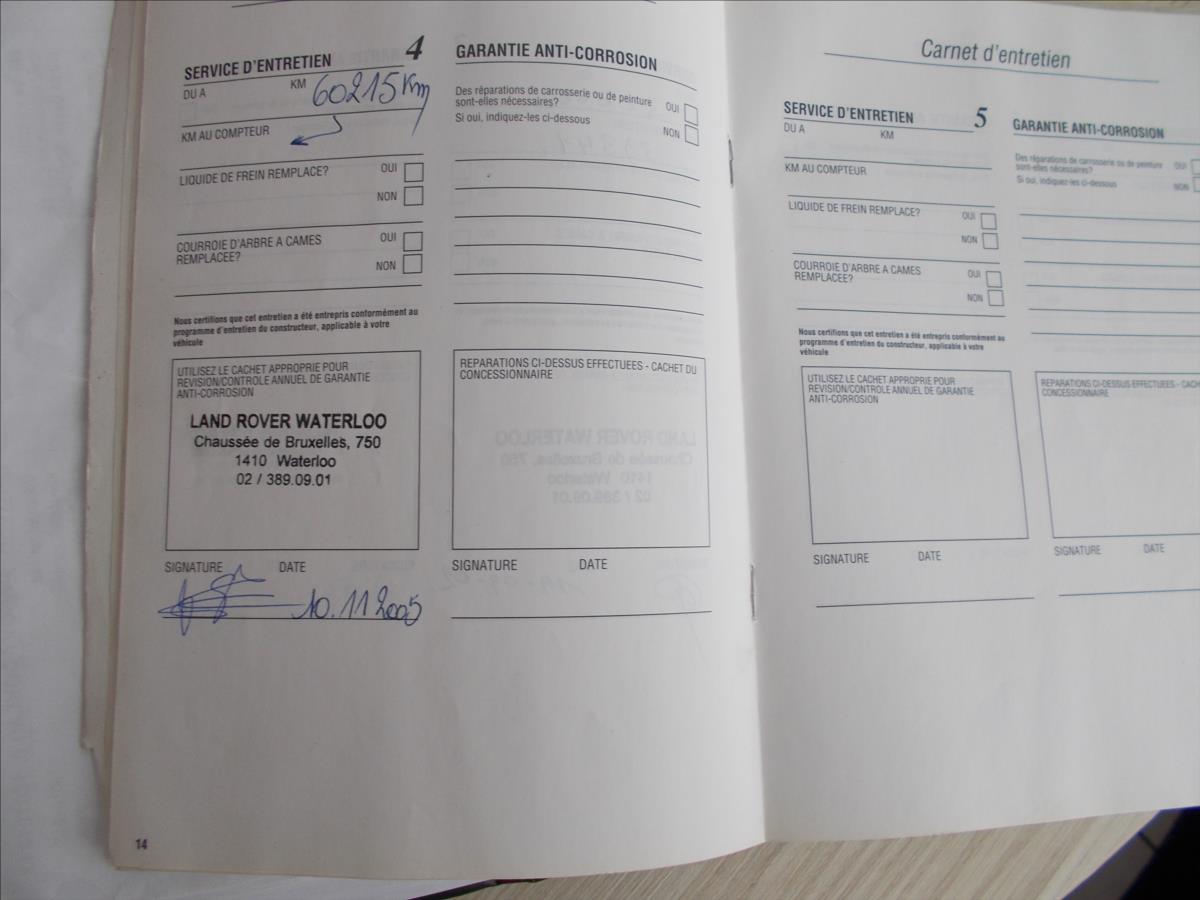 SERVICE D'ENTRETIEN 4
DU A KM 60215 Km
KM AU COMPTEUR
LIQUIDE DE FREIN REMPLACE? OUI
NON
COURROIE D'ARBRE A CAMES
REMPLACEE? OUI
NON
Nous certifions que cet entretien a été entrepris conformément au
programme d'entretien du constructeur, applicable à votre
véhicule
UTILISEZ LE CACHET APPROPRIE POUR
REVISION/CONTROLE ANNUEL DE GARANTIE
ANTI-CORROSION
LAND ROVER WATERLOO
Chaussée de Bruxelles, 750
1410 Waterloo
02 / 389.09.01
SIGNATURE DATE
10.11 2005
14
GARANTIE ANTI-CORROSION
Des réparations de carrosserie ou de peinture
sont-elles nécessaires? OUI
Si oui, indiquez-les ci-dessous NON
REPARATIONS CI-DESSUS EFFECTUEES - CACHET DU
CONCESSIONNAIRE
SIGNATURE DATE
Carnet d'entretien
SERVICE D'ENTRETIEN 5
DU A KM
KM AU COMPTEUR
LIQUIDE DE FREIN REMPLACE? OUI
NON
COURROIE D'ARBRE A CAMES
REMPLACEE? OUI
NON
Nous certifions que cet entretien a été entrepris conformément au
programme d'entretien du constructeur, applicable à votre
véhicule
UTILISEZ LE CACHET APPROPRIE POUR
REVISION/CONTROLE ANNUEL DE GARANTIE
ANTI-CORROSION
SIGNATURE DATE
GARANTIE ANTI-CORROSION
Des réparations de carrosserie ou de peinture
sont-elles nécessaires? OUI
Si oui, indiquez-les ci-dessous NON
REPARATIONS CI-DESSUS EFFECTUEES - CACH
CONCESSIONNAIRE
SIGNATURE DATE